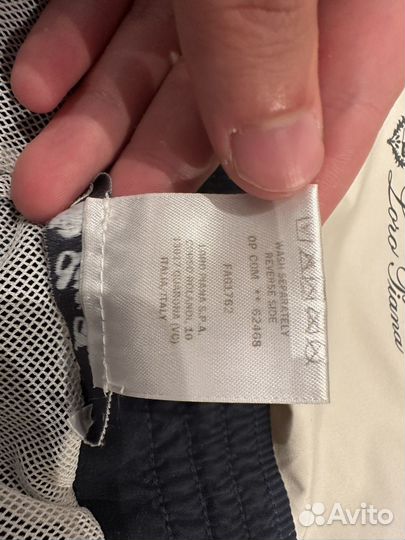 WASH SEPARATELY
REVERSE SIDE
OP COM ** 62468
FAG1762
LORO PIANA S.P.A.
CORSO ROLANDI, 10
13017 QUARONA (VC)
ITALIA/ITALY
Loro Piana
Avito